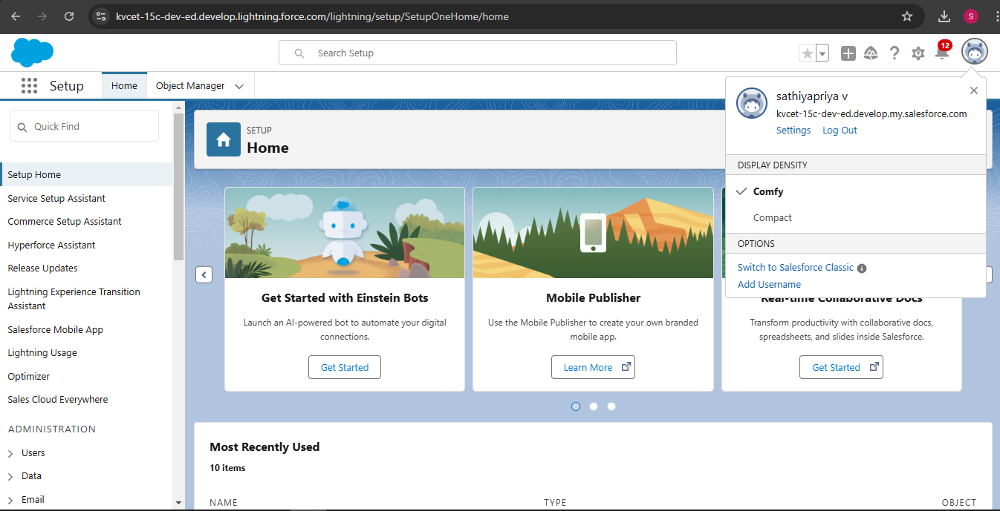 kvcet-15c-dev-ed.develop.lightning.force.com/lightning/setup/SetupOneHome/home
S
Search Setup
12
Setup
Home
Object Manager
sathiyapriya v
kvcet-15c-dev-ed.develop.my.salesforce.com
Settings Log Out
DISPLAY DENSITY
Comfy
Compact
OPTIONS
Switch to Salesforce Classic
Add Username
Quick Find
Setup Home
Service Setup Assistant
Commerce Setup Assistant
Hyperforce Assistant
Release Updates
Lightning Experience Transition
Assistant
Salesforce Mobile App
Lightning Usage
Optimizer
Sales Cloud Everywhere
ADMINISTRATION
Users
Data
Email
SETUP
Home
Get Started with Einstein Bots
Launch an AI-powered bot to automate your digital
connections.
Get Started
Mobile Publisher
Use the Mobile Publisher to create your own branded
mobile app.
Learn More
Real-time Collaborative Docs
Transform productivity with collaborative docs,
spreadsheets, and slides inside Salesforce.
Get Started
Most Recently Used
10 items
NAME TYPE OBJECT